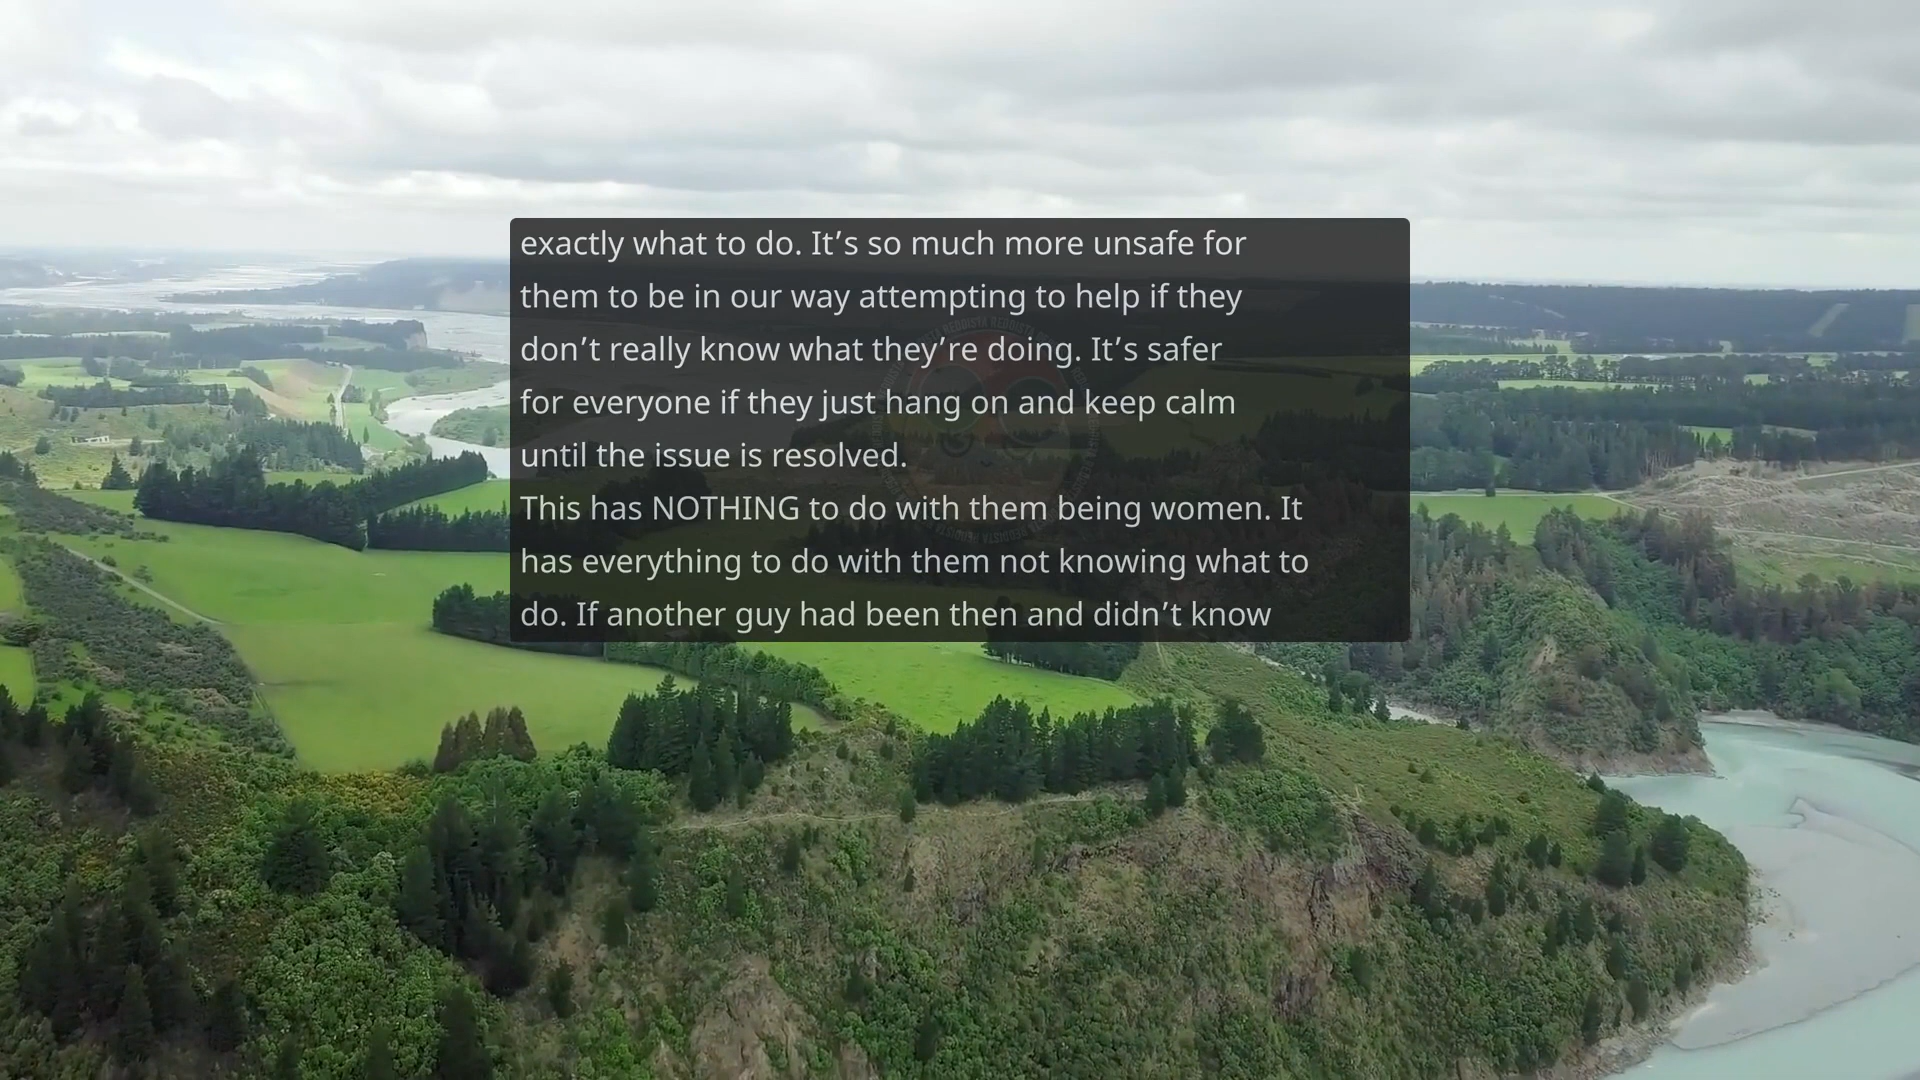 exactly what to do. It’s so much more unsafe for
them to be in our way attempting to help if they
don’t really know what they’re doing. It’s safer
for everyone if they just hang on and keep calm
until the issue is resolved.
This has NOTHING to do with them being women. It
has everything to do with them not knowing what to
do. If another guy had been then and didn’t know
REDDISTA REDDISTA REDDISTA